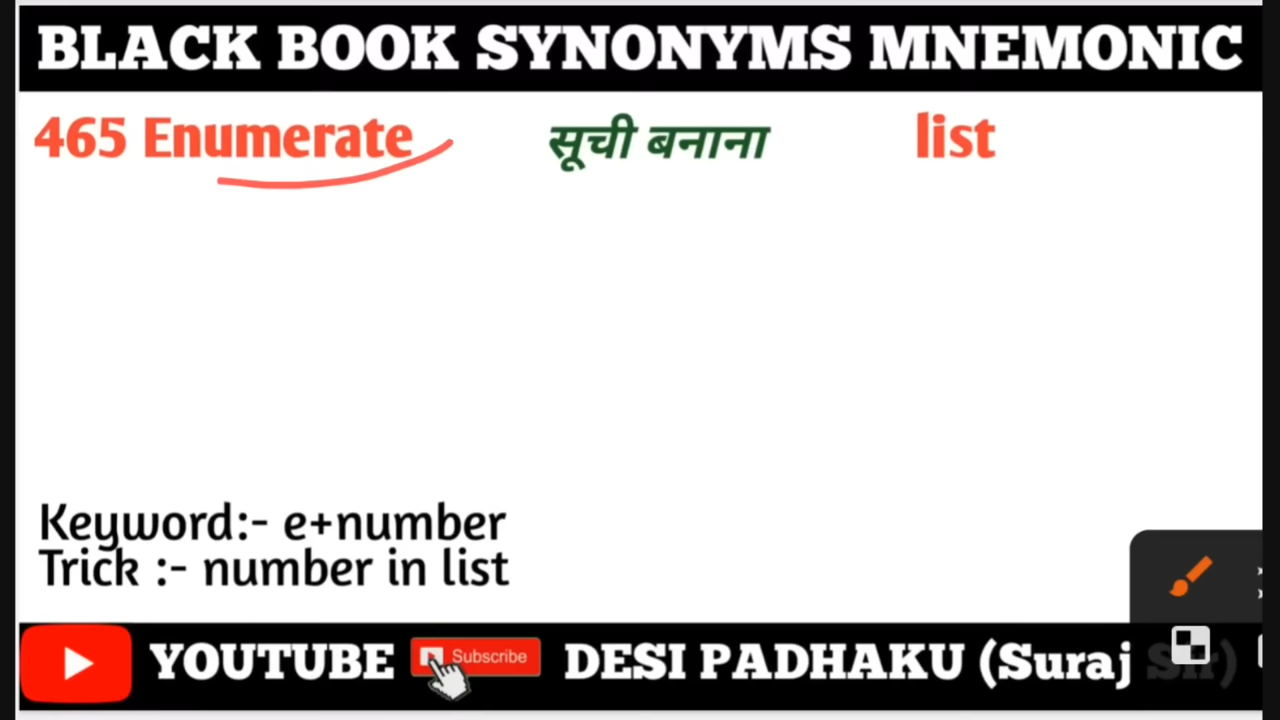 BLACK BOOK SYNONYMS MNEMONIC
465 Enumerate सूची बनाना list
Keyword:- e+number
Trick :- number in list
YOUTUBE Subscribe DESI PADHAKU (Suraj Sir)